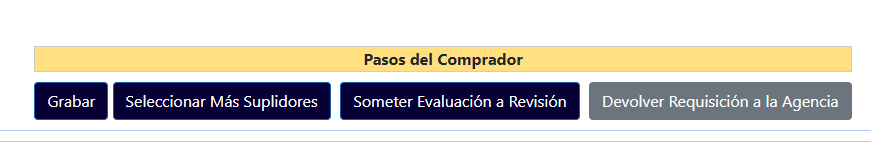 Pasos del Comprador
Grabar Seleccionar Más Suplidores Someter Evaluación a Revisión Devolver Requisición a la Agencia